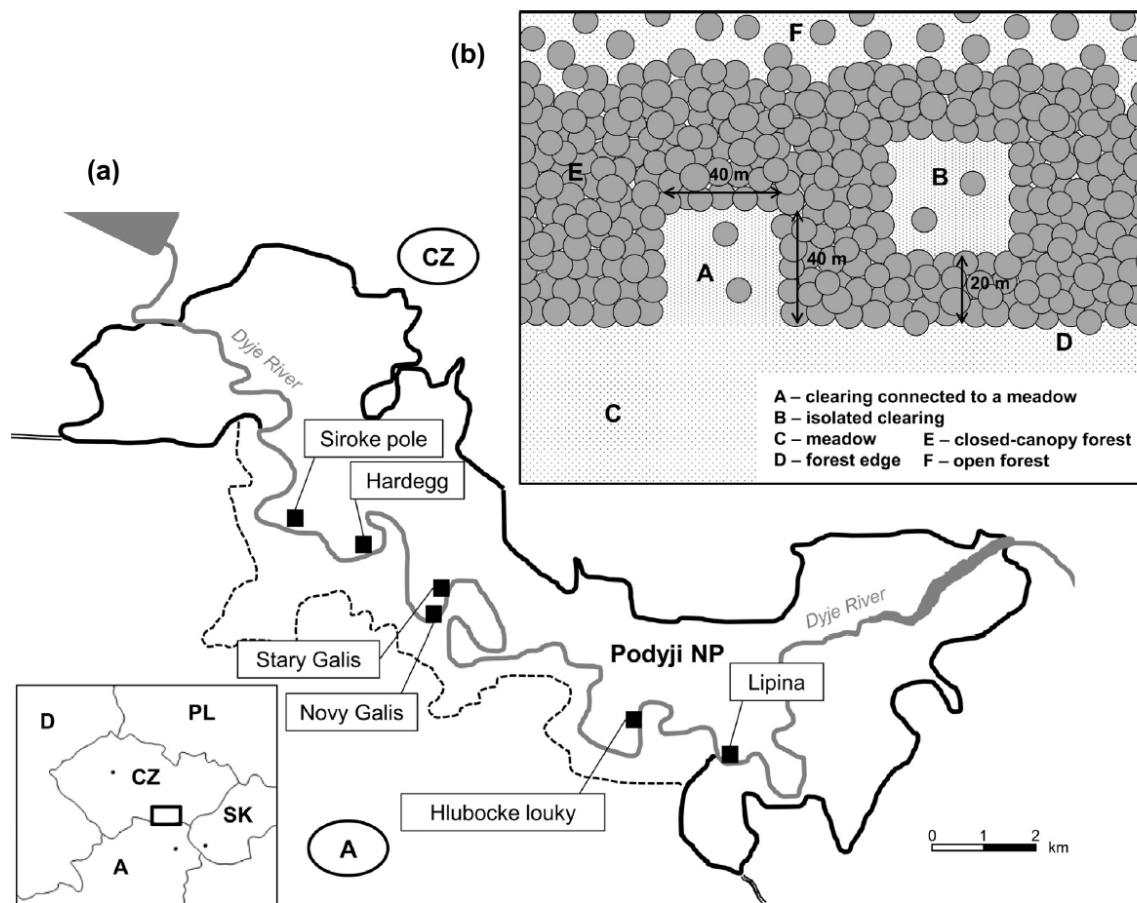 (b)
F
E
40 m
B
A
40 m
20 m
D
C
A – clearing connected to a meadow
B – isolated clearing
C – meadow E – closed-canopy forest
D – forest edge F – open forest
(a)
CZ
Dyje River
Siroke pole
Hardegg
Stary Galis
Novy Galis
Podyji NP
Dyje River
Lipina
Hlubocke louky
A
D
PL
CZ
SK
A
0 1 2
km